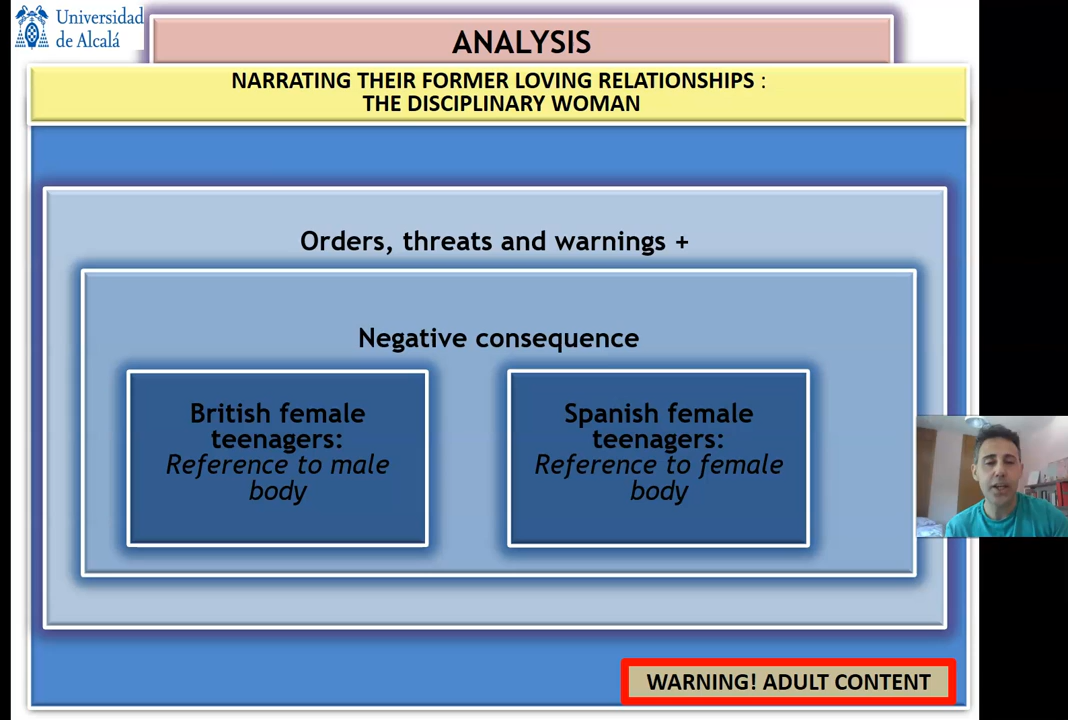 Universidad
de Alcalá
ANALYSIS
NARRATING THEIR FORMER LOVING RELATIONSHIPS :
THE DISCIPLINARY WOMAN
Orders, threats and warnings +
Negative consequence
British female
teenagers:
Reference to male
body
Spanish female
teenagers:
Reference to female
body
WARNING! ADULT CONTENT